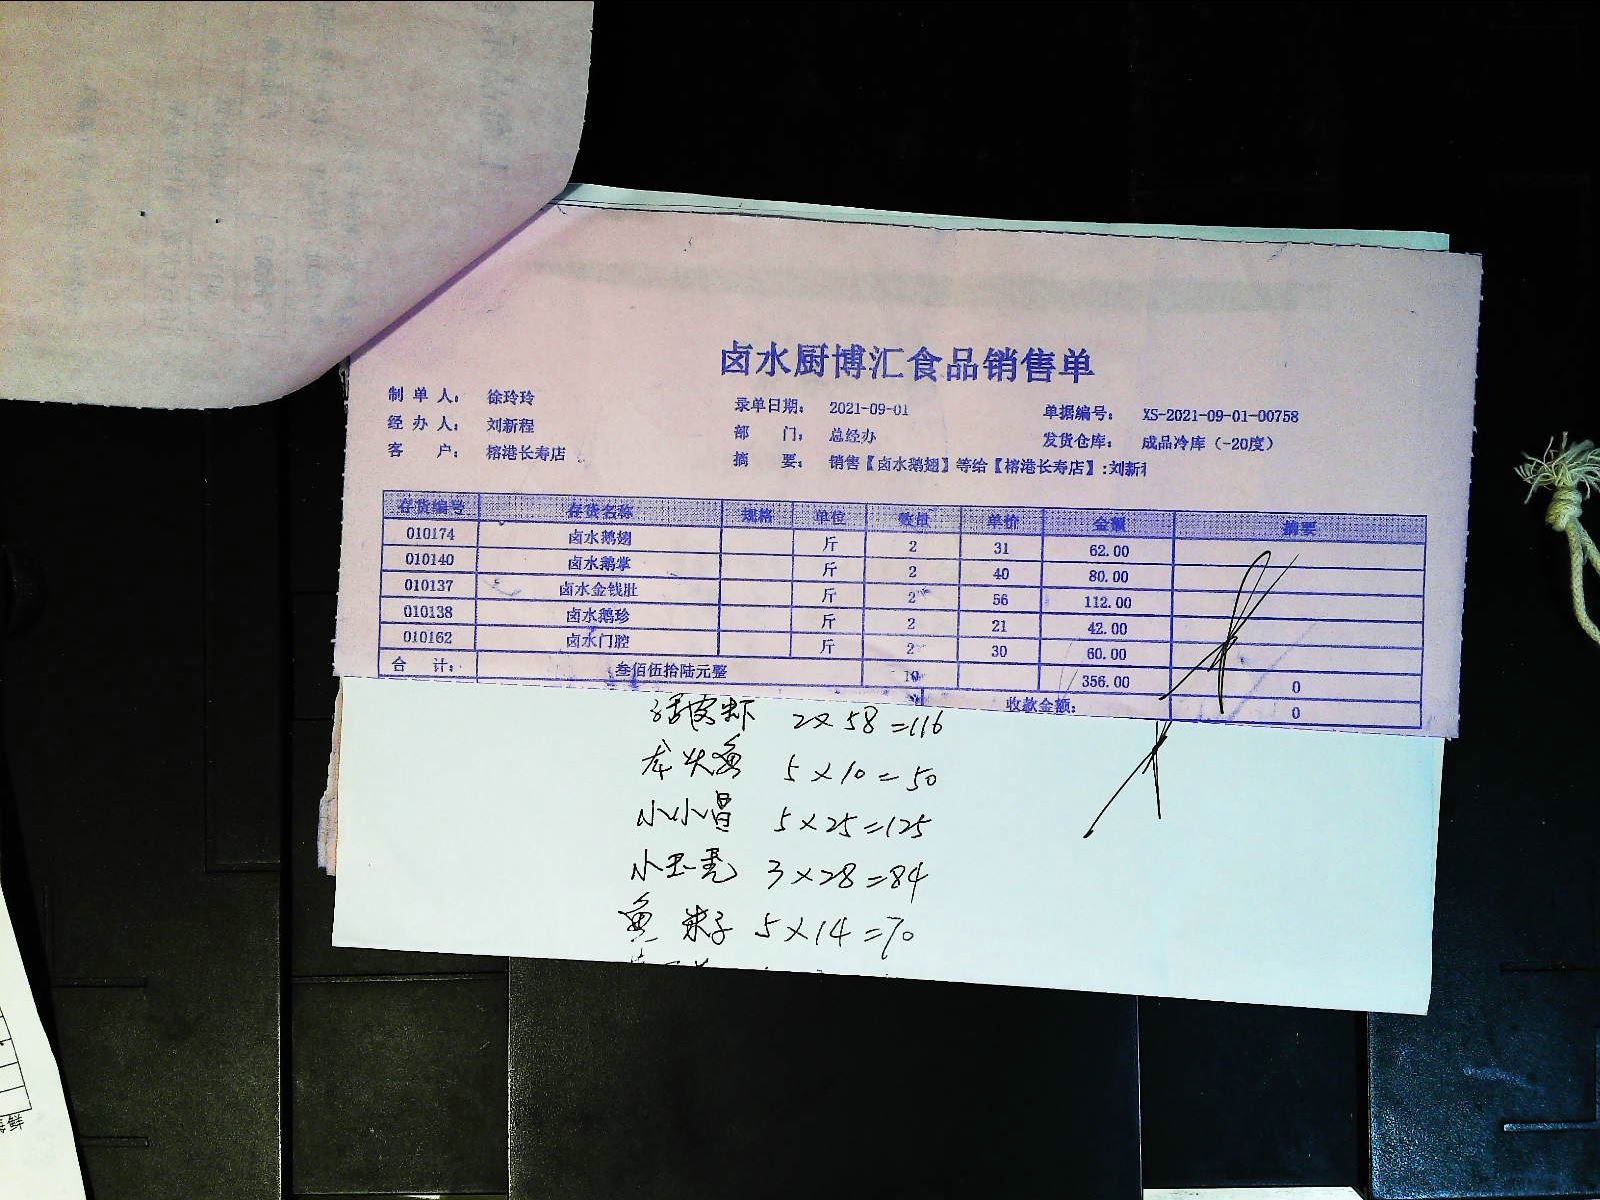 卤水厨博汇食品销售单
制单人： 徐玲玲 录单日期： 2021-09-01 单据编号： XS-2021-09-01-00758
经办人： 刘新程 部门： 总经办 发货仓库： 成品冷库（-20度）
客户： 榕港长寿店 摘要： 销售【卤水鹅翅】等给【榕港长寿店】:刘新
存货编号 存货名称 规格 单位 数量 单价 金额 摘要
010174 卤水鹅翅 斤 2 31 62.00
010140 卤水鹅掌 斤 2 40 80.00
010137 卤水金钱肚 斤 2 56 112.00
010138 卤水鹅珍 斤 2 21 42.00
010162 卤水门腔 斤 2 30 60.00
合计： 叁佰伍拾陆元整 10 356.00 0
收款金额： 0
2×58=116
龙头鱼 5×10=50
小小昌 5×25=125
小玉秃 3×28=84
鱼 子 5×14=70